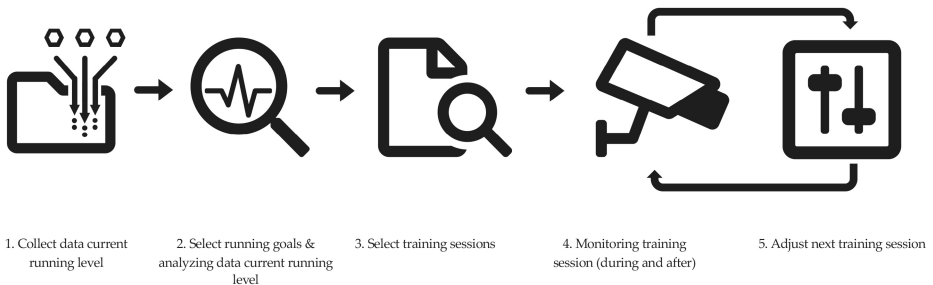 1. Collect data current
running level
2. Select running goals &
analyzing data current running
level
3. Select training sessions
4. Monitoring training
session (during and after)
5. Adjust next training session